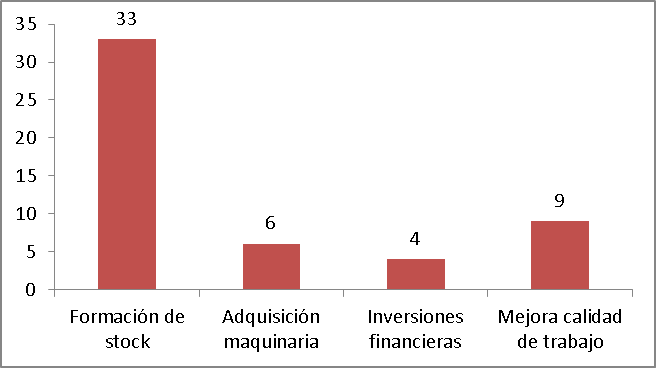 35
33
30
25
20
15
10
9
6
5
4
0
Formación de
stock
Adquisición
maquinaria
Inversiones
financieras
Mejora calidad
de trabajo